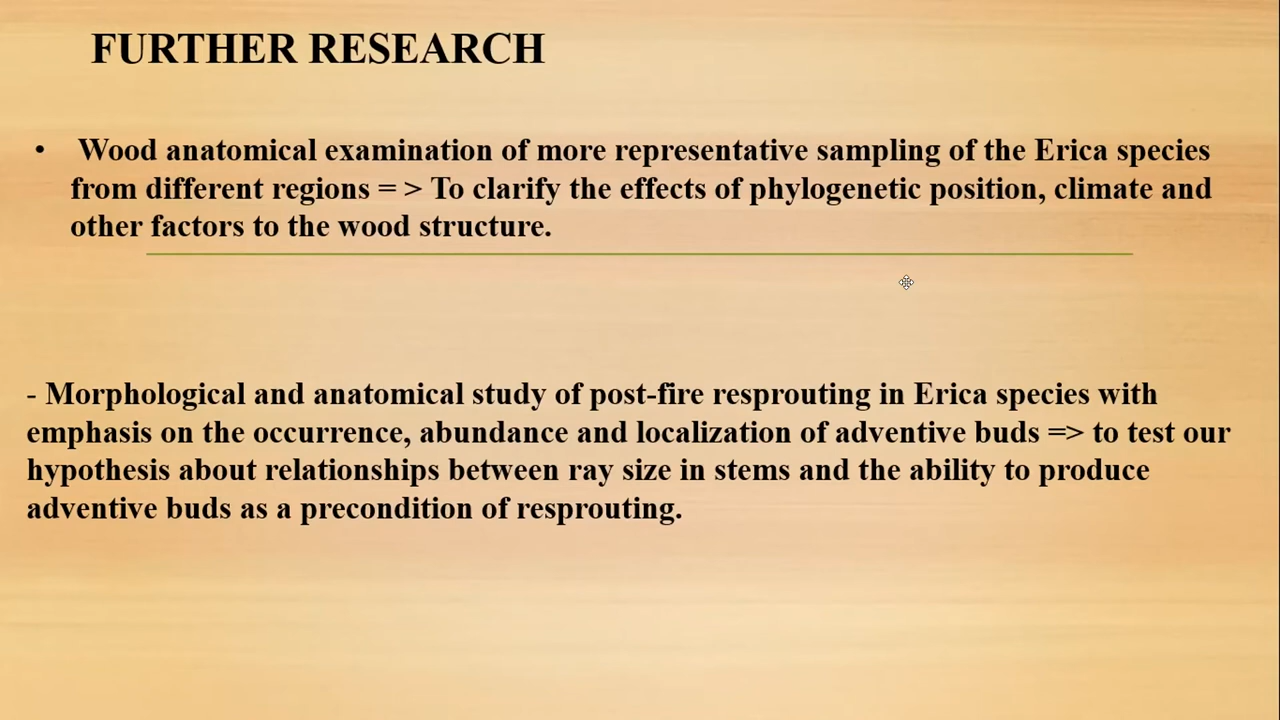 FURTHER RESEARCH
• Wood anatomical examination of more representative sampling of the Erica species
from different regions = > To clarify the effects of phylogenetic position, climate and
other factors to the wood structure.
- Morphological and anatomical study of post-fire resprouting in Erica species with
emphasis on the occurrence, abundance and localization of adventive buds => to test our
hypothesis about relationships between ray size in stems and the ability to produce
adventive buds as a precondition of resprouting.